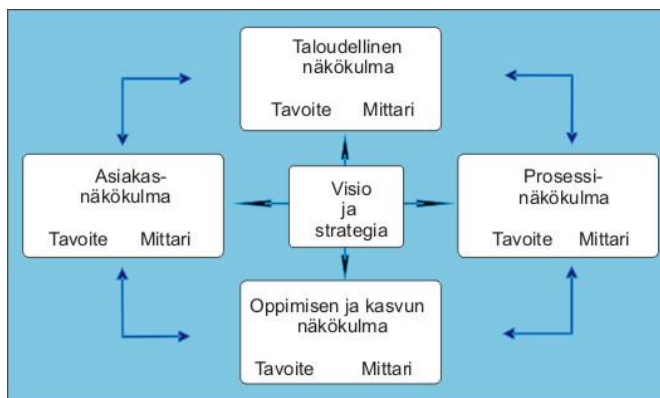 Taloudellinen
näkökulma
Tavoite Mittari
Asiakas-
näkökulma
Tavoite Mittari
Visio
ja
strategia
Prosessi-
näkökulma
Tavoite Mittari
Oppimisen ja kasvun
näkökulma
Tavoite Mittari